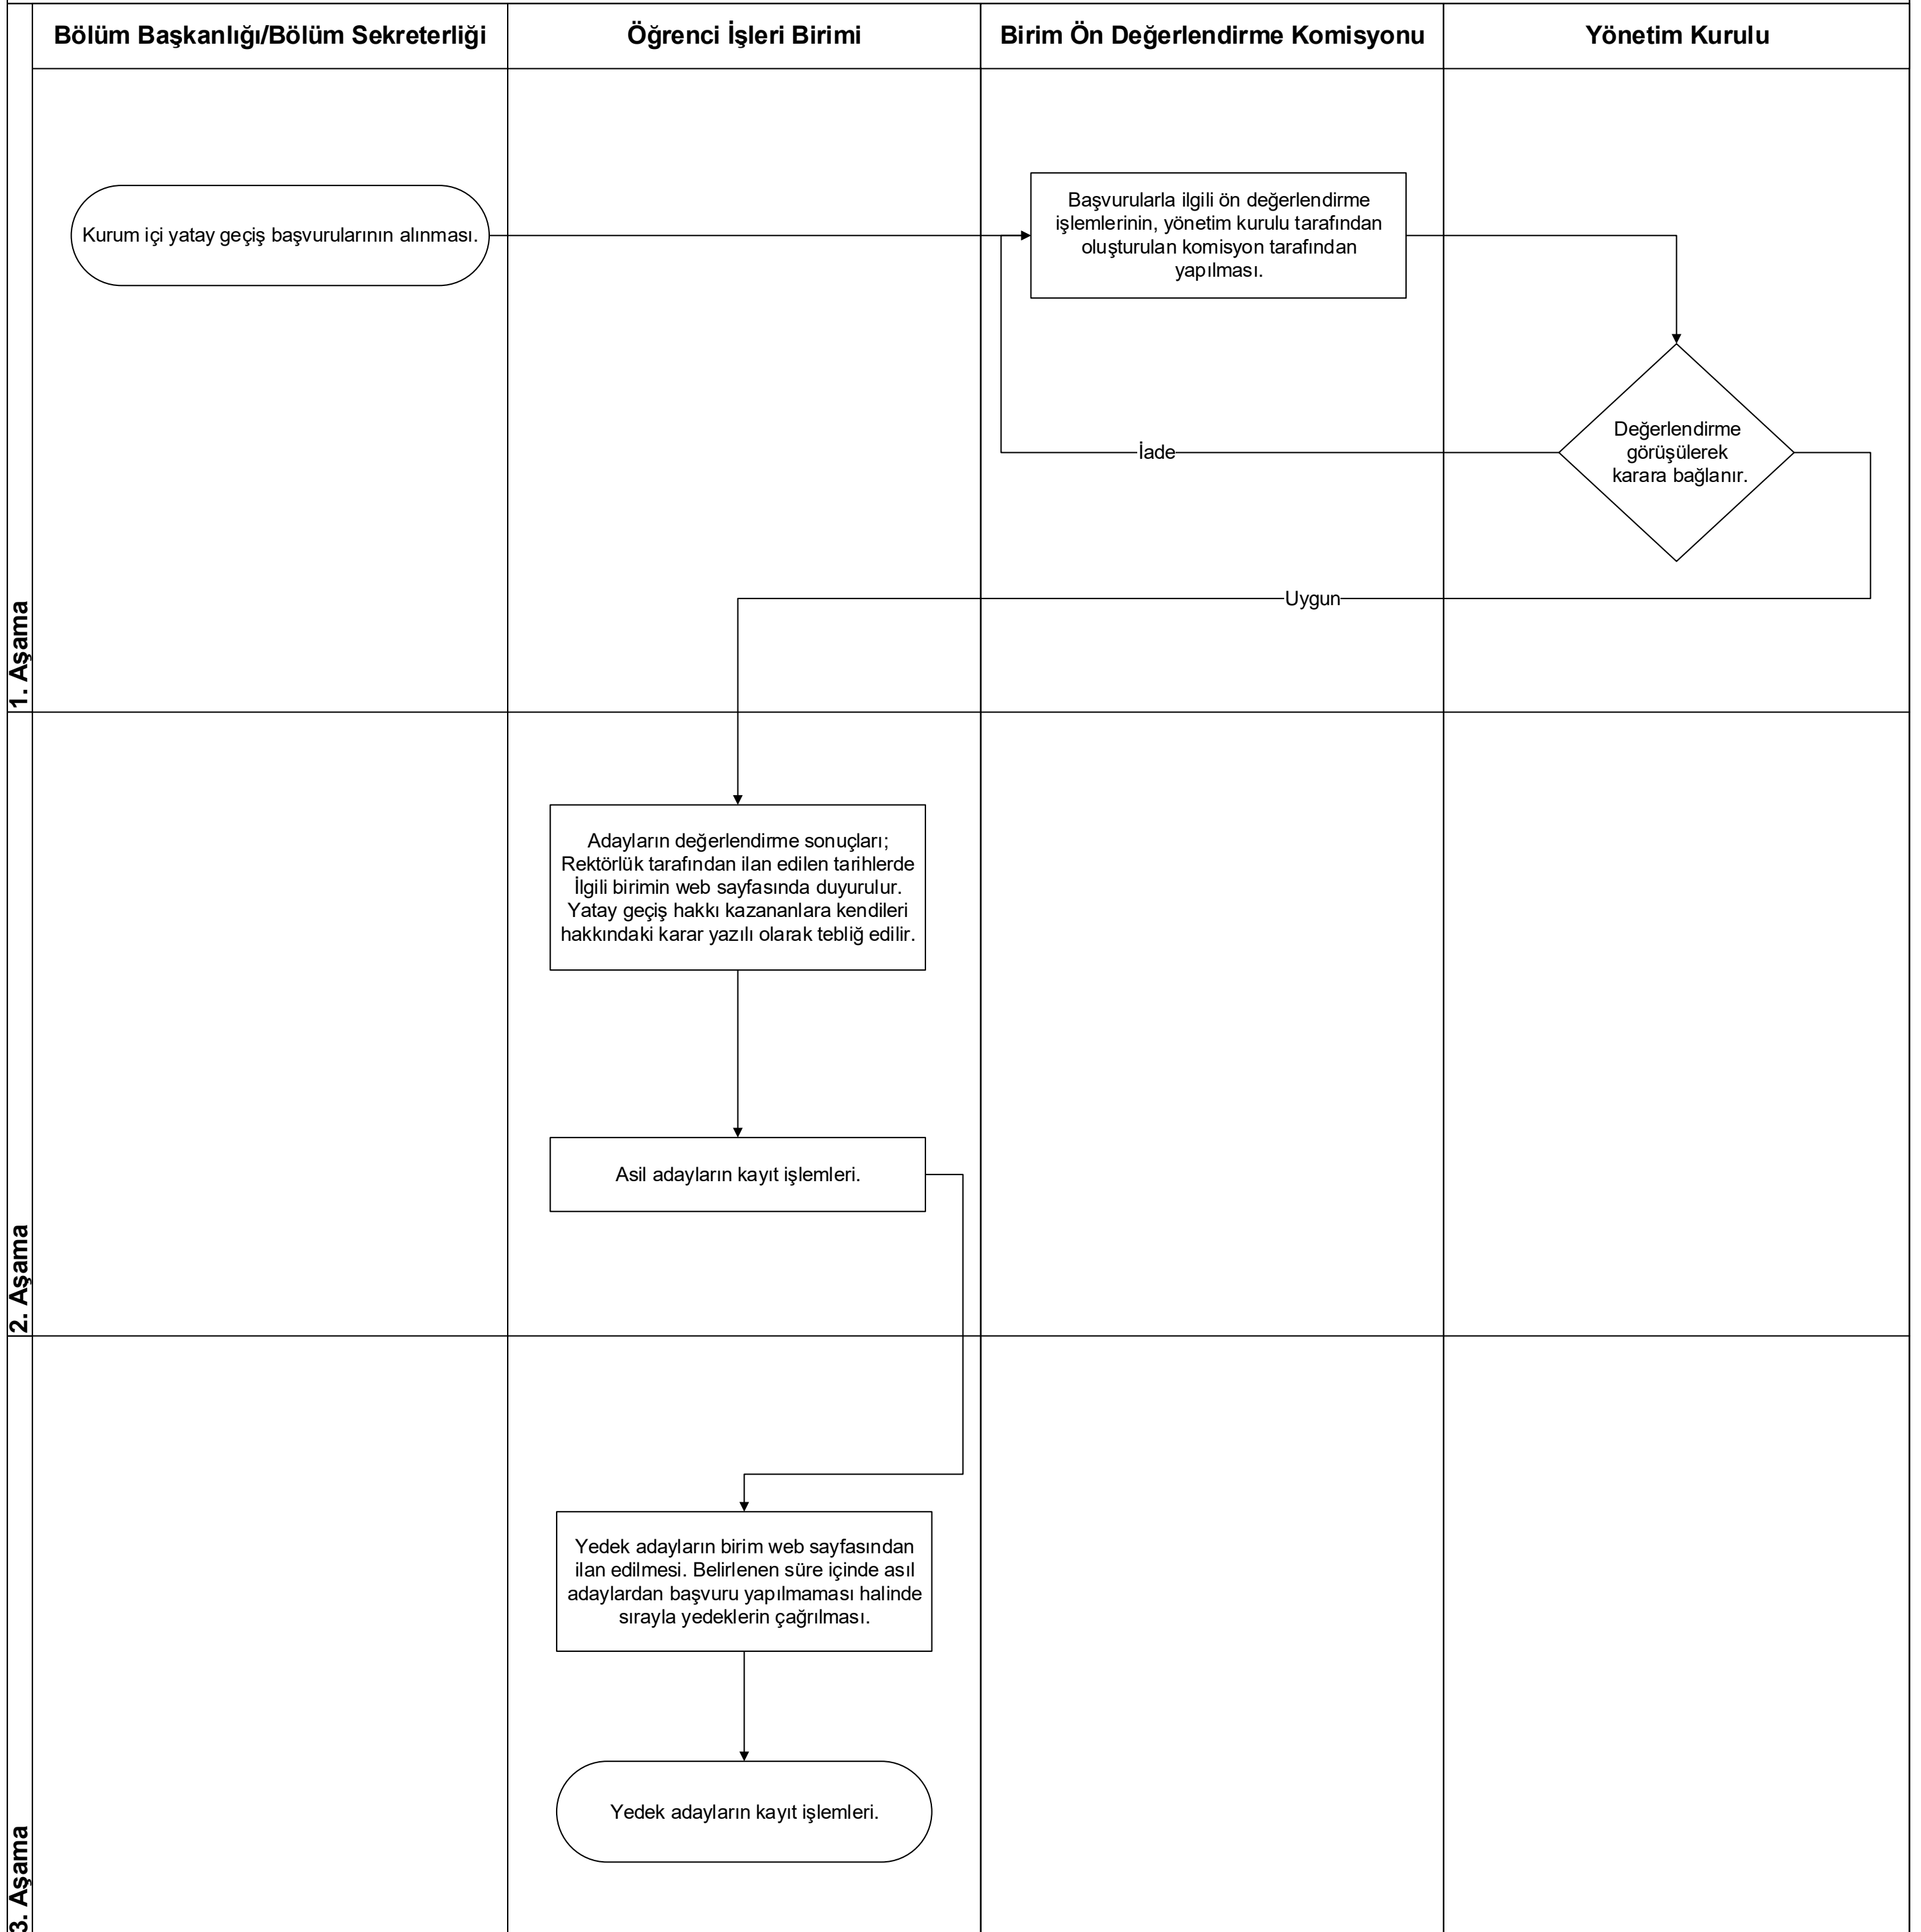 Bölüm Başkanlığı/Bölüm Sekreterliği
Öğrenci İşleri Birimi
Birim Ön Değerlendirme Komisyonu
Yönetim Kurulu
1. Aşama
Kurum içi yatay geçiş başvurularının alınması.
Başvurularla ilgili ön değerlendirme
işlemlerinin, yönetim kurulu tarafından
oluşturulan komisyon tarafından
yapılması.
Değerlendirme
görüşülerek
karara bağlanır.
İade
Uygun
2. Aşama
Adayların değerlendirme sonuçları;
Rektörlük tarafından ilan edilen tarihlerde
İlgili birimin web sayfasında duyurulur.
Yatay geçiş hakkı kazananlara kendileri
hakkındaki karar yazılı olarak tebliğ edilir.
Asil adayların kayıt işlemleri.
3. Aşama
Yedek adayların birim web sayfasından
ilan edilmesi. Belirlenen süre içinde asıl
adaylardan başvuru yapılmaması halinde
sırayla yedeklerin çağrılması.
Yedek adayların kayıt işlemleri.